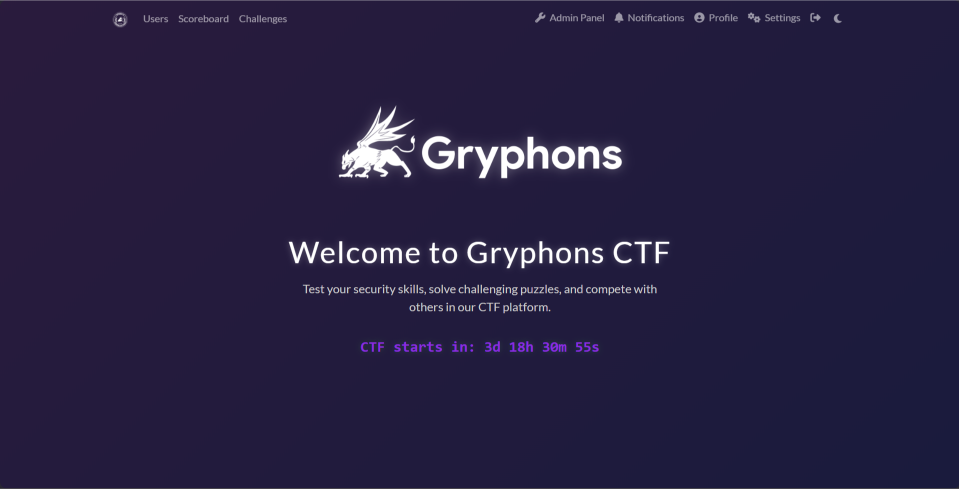 Users Scoreboard Challenges Admin Panel Notifications Profile Settings
Gryphons
Welcome to Gryphons CTF
Test your security skills, solve challenging puzzles, and compete with
others in our CTF platform.
CTF starts in: 3d 18h 30m 55s